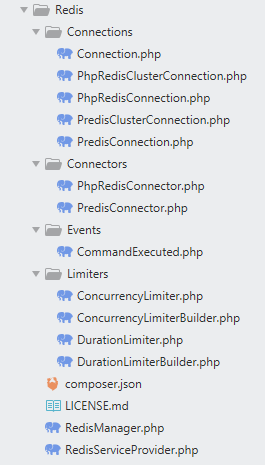 Redis
Connections
Connection.php
PhpRedisClusterConnection.php
PhpRedisConnection.php
PredisClusterConnection.php
PredisConnection.php
Connectors
PhpRedisConnector.php
PredisConnector.php
Events
CommandExecuted.php
Limiters
ConcurrencyLimiter.php
ConcurrencyLimiterBuilder.php
DurationLimiter.php
DurationLimiterBuilder.php
composer.json
LICENSE.md
RedisManager.php
RedisServiceProvider.php